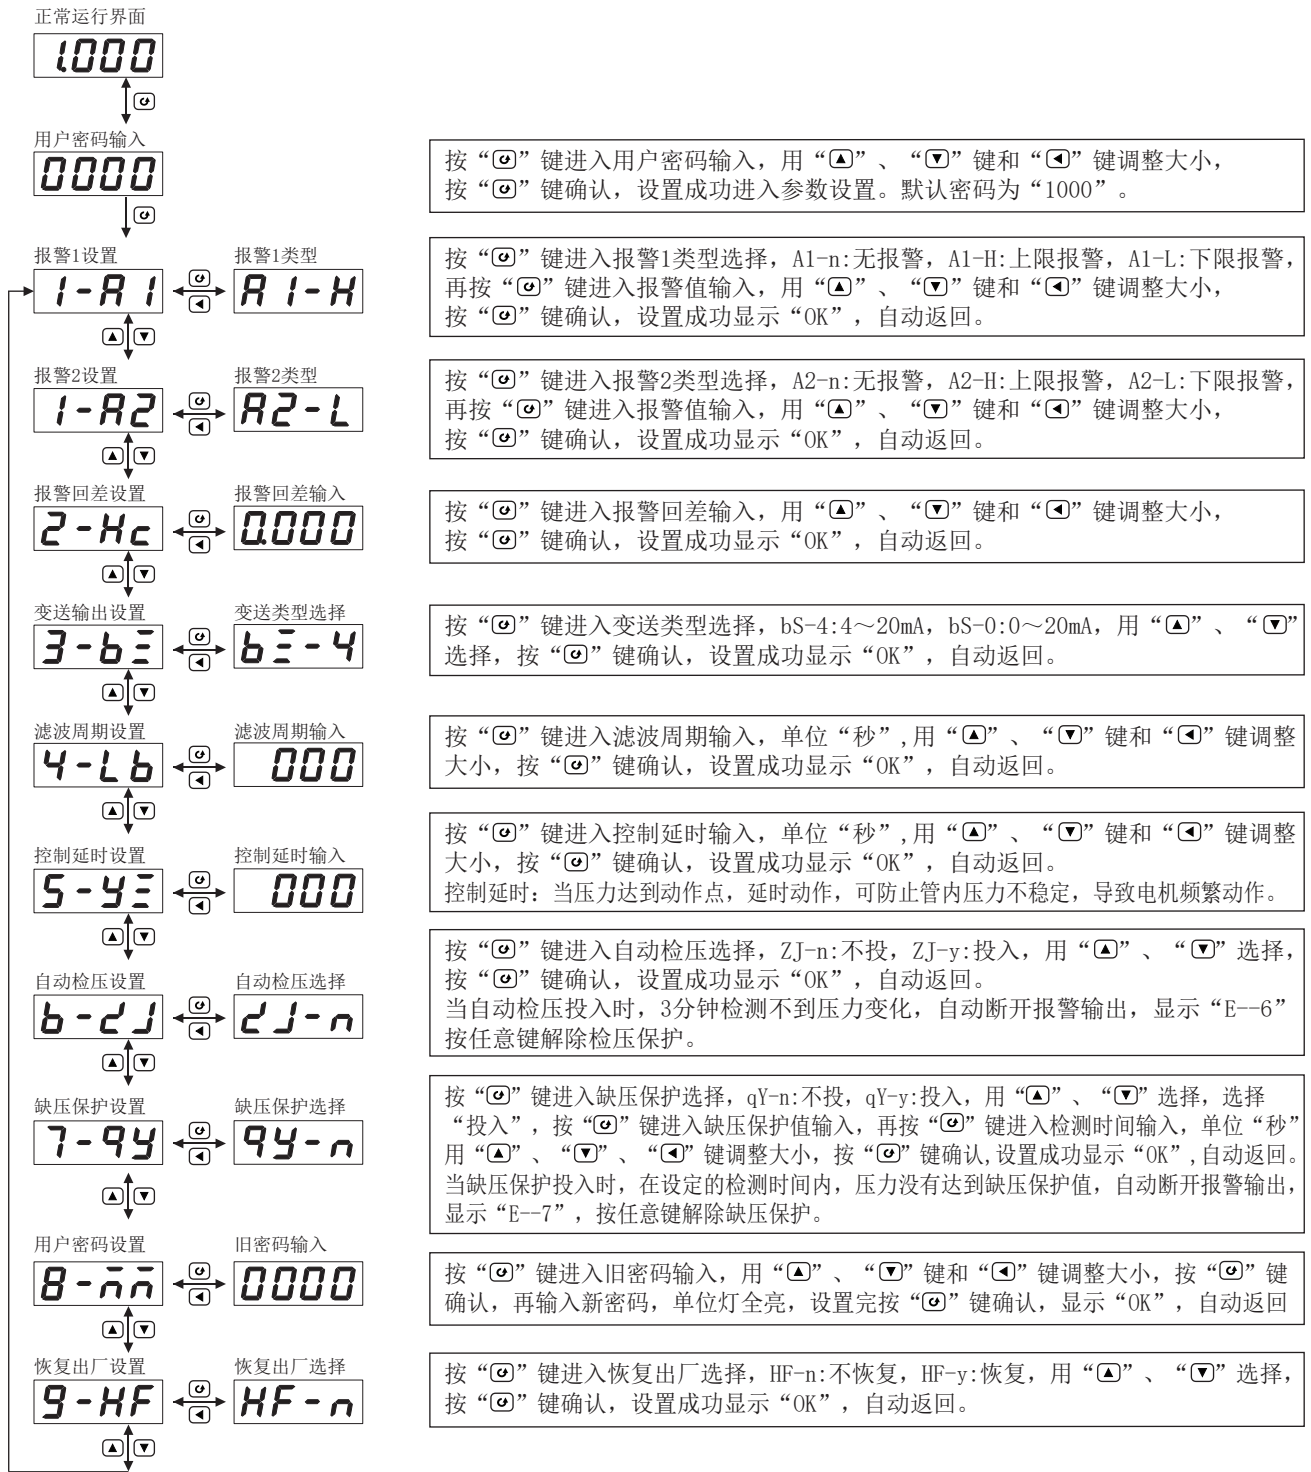 正常运行界面
1.000
用户密码输入
0000
按“”键进入用户密码输入，用“▲”、“▼”键和“◀”键调整大小，
按“”键确认，设置成功进入参数设置。默认密码为“1000”。
报警1设置 报警1类型
1-A1 A1-H
按“”键进入报警1类型选择，A1-n:无报警，A1-H:上限报警，A1-L:下限报警，
再按“”键进入报警值输入，用“▲”、“▼”键和“◀”键调整大小，
按“”键确认，设置成功显示“OK”，自动返回。
报警2设置 报警2类型
1-A2 A2-L
按“”键进入报警2类型选择，A2-n:无报警，A2-H:上限报警，A2-L:下限报警，
再按“”键进入报警值输入，用“▲”、“▼”键和“◀”键调整大小，
按“”键确认，设置成功显示“OK”，自动返回。
报警回差设置 报警回差输入
2-Hc 0.000
按“”键进入报警回差输入，用“▲”、“▼”键和“◀”键调整大小，
按“”键确认，设置成功显示“OK”，自动返回。
变送输出设置 变送类型选择
3-bΞ bΞ-4
按“”键进入变送类型选择，bS-4:4～20mA，bS-0:0～20mA，用“▲”、“▼”
选择，按“”键确认，设置成功显示“OK”，自动返回。
滤波周期设置 滤波周期输入
4-Lb 000
按“”键进入滤波周期输入，单位“秒”,用“▲”、“▼”键和“◀”键调整
大小，按“”键确认，设置成功显示“OK”，自动返回。
控制延时设置 控制延时输入
5-yΞ 000
按“”键进入控制延时输入，单位“秒”,用“▲”、“▼”键和“◀”键调整
大小，按“”键确认，设置成功显示“OK”，自动返回。
控制延时：当压力达到动作点，延时动作，可防止管内压力不稳定，导致电机频繁动作。
自动检压设置 自动检压选择
6-ZJ ZJ-n
按“”键进入自动检压选择，ZJ-n:不投，ZJ-y:投入，用“▲”、“▼”选择，
按“”键确认，设置成功显示“OK”，自动返回。
当自动检压投入时，3分钟检测不到压力变化，自动断开报警输出，显示“E--6”
按任意键解除检压保护。
缺压保护设置 缺压保护选择
7-qy qy-n
按“”键进入缺压保护选择，qY-n:不投，qY-y:投入，用“▲”、“▼”选择，选择
“投入”，按“”键进入缺压保护值输入，再按“”键进入检测时间输入，单位“秒”
用“▲”、“▼”、“◀”键调整大小，按“”键确认,设置成功显示“OK”,自动返回。
当缺压保护投入时，在设定的检测时间内，压力没有达到缺压保护值，自动断开报警输出，
显示“E--7”，按任意键解除缺压保护。
用户密码设置 旧密码输入
8-n̄n̄ 0000
按“”键进入旧密码输入，用“▲”、“▼”键和“◀”键调整大小，按“”键
确认，再输入新密码，单位灯全亮，设置完按“”键确认，显示“OK”，自动返回
恢复出厂设置 恢复出厂选择
9-HF HF-n
按“”键进入恢复出厂选择，HF-n:不恢复，HF-y:恢复，用“▲”、“▼”选择，
按“”键确认，设置成功显示“OK”，自动返回。